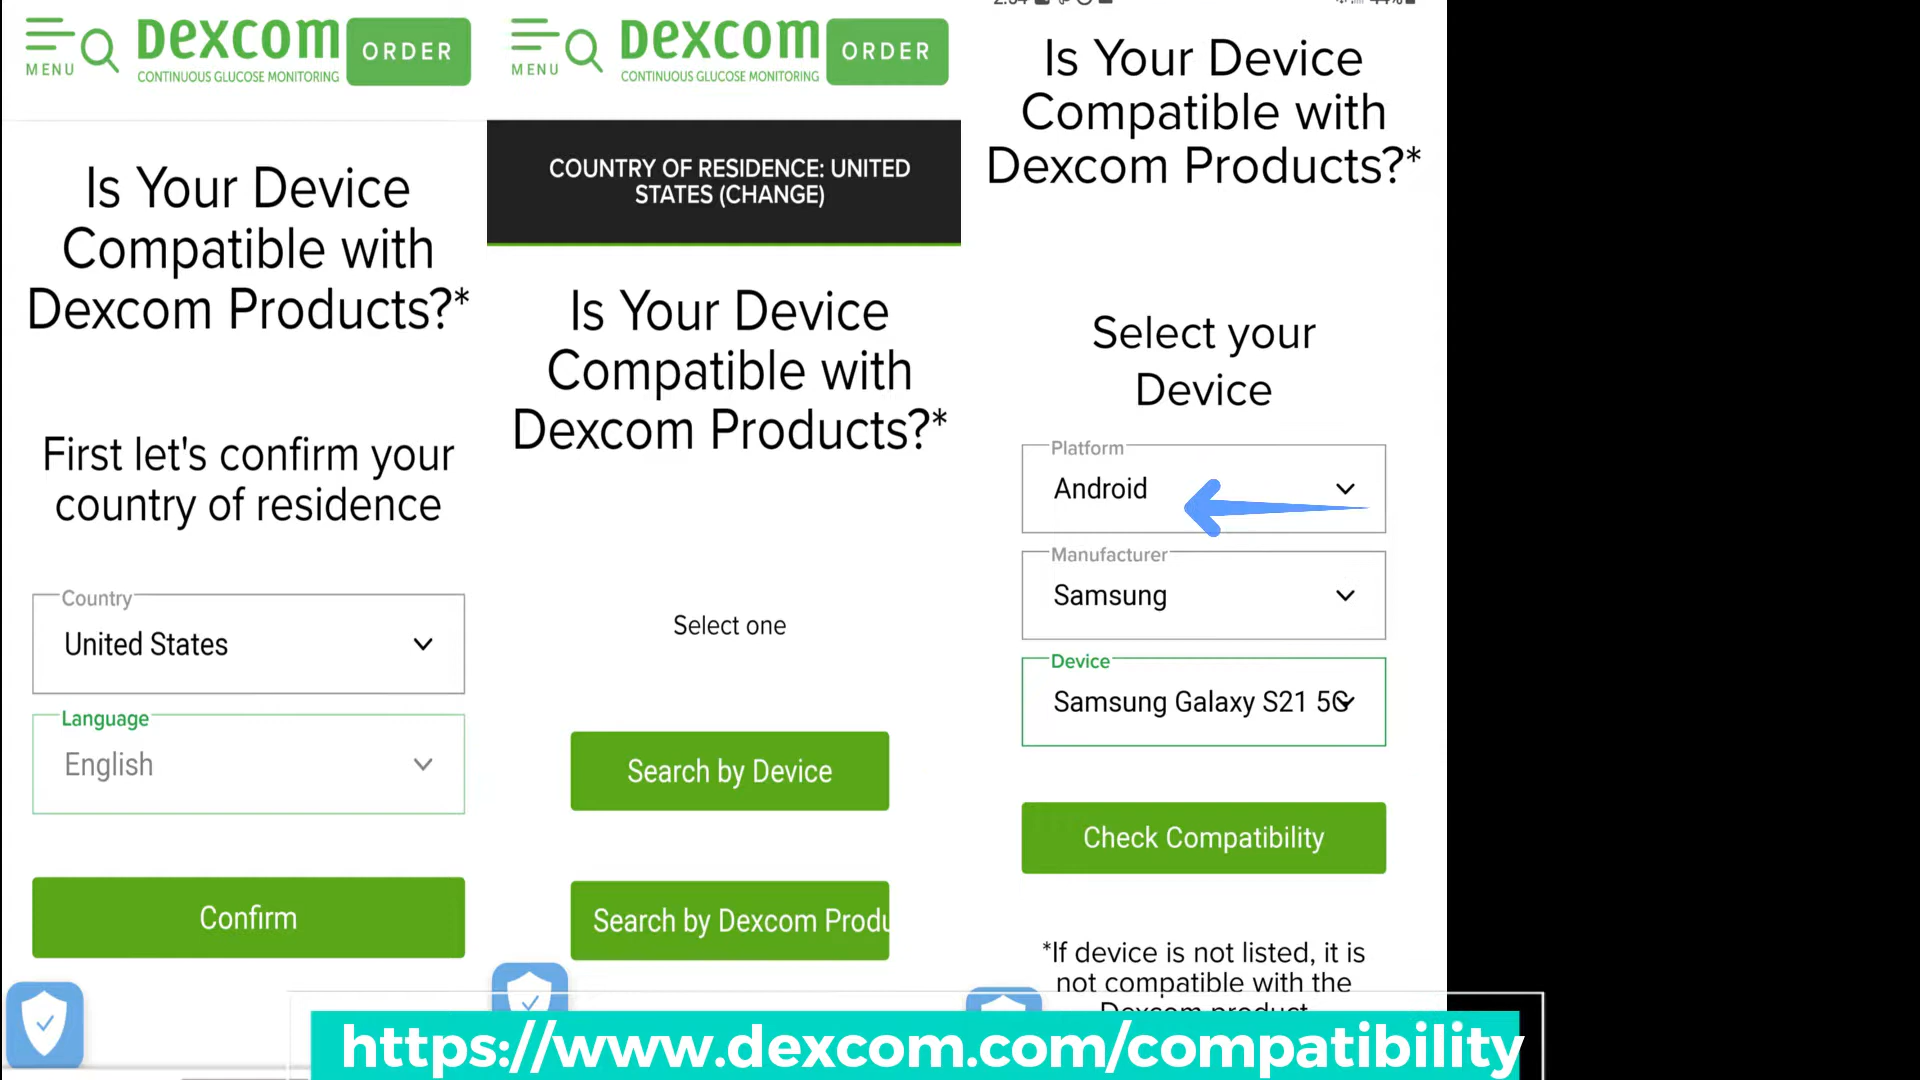 MENU
Dexcom
CONTINUOUS GLUCOSE MONITORING
ORDER
Is Your Device
Compatible with
Dexcom Products?*
First let's confirm your
country of residence
Country
United States
Language
English
Confirm
MENU
Dexcom
CONTINUOUS GLUCOSE MONITORING
ORDER
COUNTRY OF RESIDENCE: UNITED
STATES (CHANGE)
Is Your Device
Compatible with
Dexcom Products?*
Select one
Search by Device
Search by Dexcom Produ
Is Your Device
Compatible with
Dexcom Products?*
Select your
Device
Platform
Android
Manufacturer
Samsung
Device
Samsung Galaxy S21 5G
Check Compatibility
*If device is not listed, it is
not compatible with the
Dexcom product
https://www.dexcom.com/compatibility